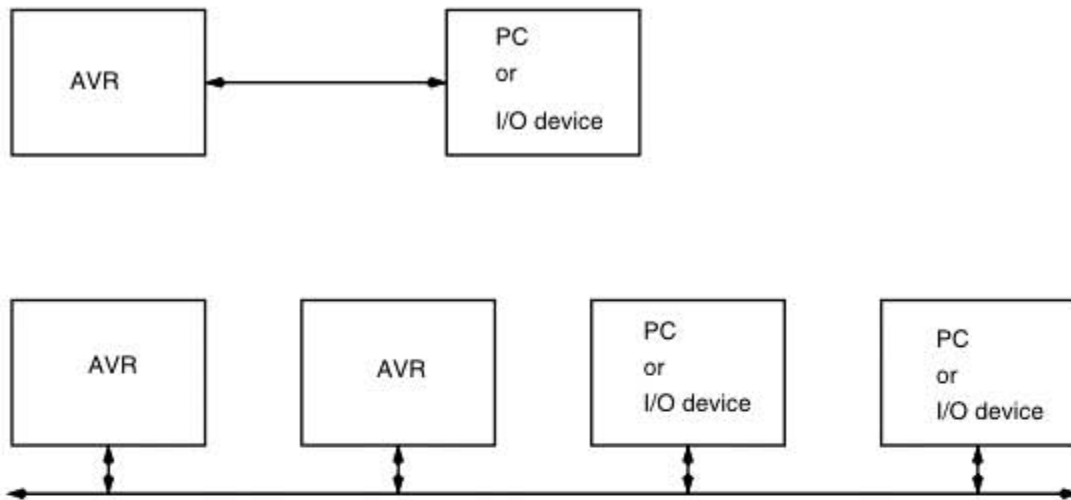 AVR
PC
or
I/O device
AVR
AVR
PC
or
I/O device
PC
or
I/O device